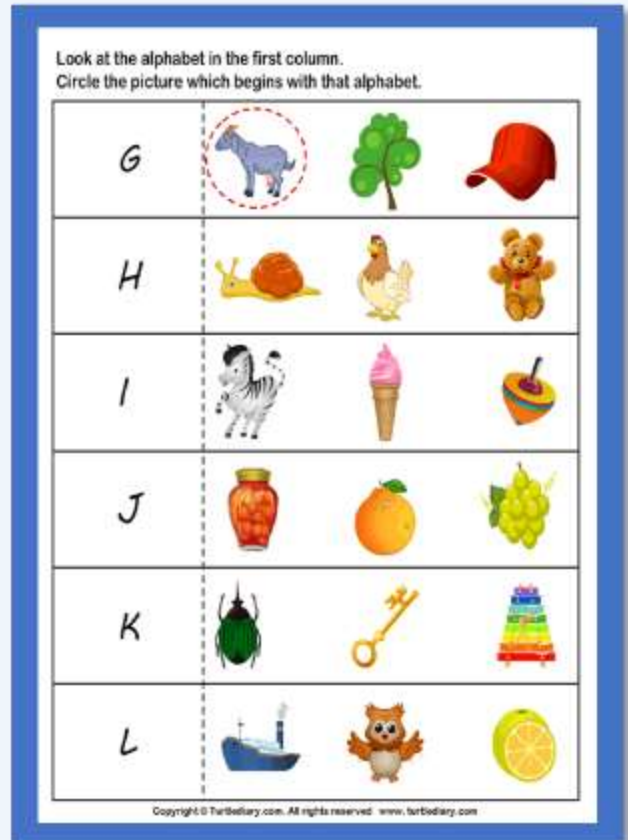 Look at the alphabet in the first column.
Circle the picture which begins with that alphabet.
G
H
I
J
K
L
Copyright © Turtlediary.com. All rights reserved www.turtlediary.com